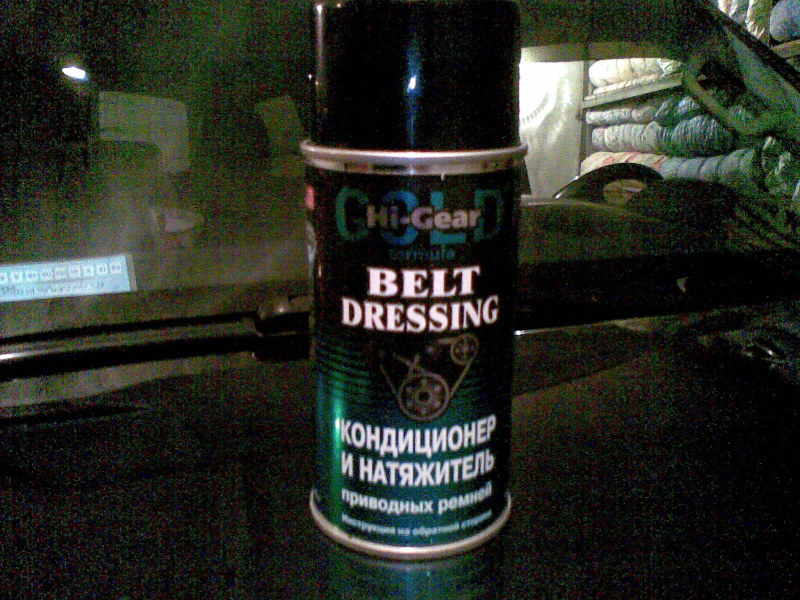 GOLD
Hi-Gear
formula
BELT
DRESSING
КОНДИЦИОНЕР
И НАТЯЖИТЕЛЬ
приводных ремней
Инструкция на обратной стороне